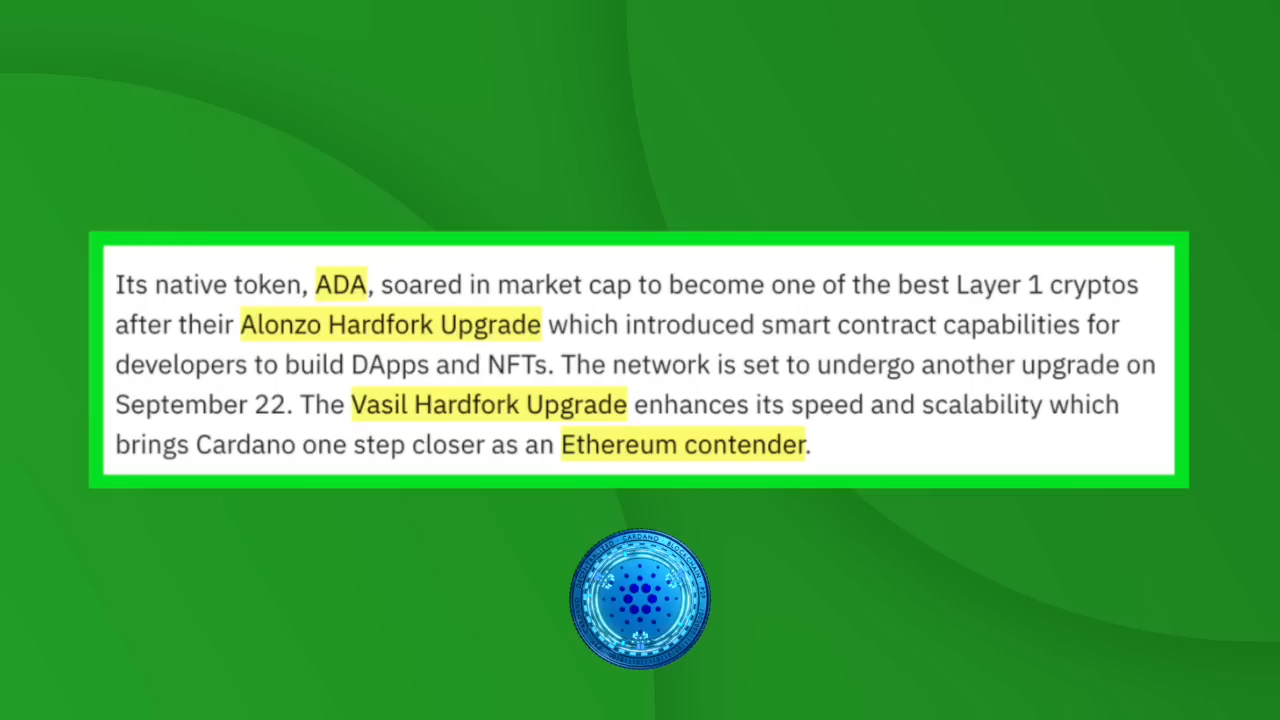 Its native token, ADA, soared in market cap to become one of the best Layer 1 cryptos
after their Alonzo Hardfork Upgrade which introduced smart contract capabilities for
developers to build DApps and NFTs. The network is set to undergo another upgrade on
September 22. The Vasil Hardfork Upgrade enhances its speed and scalability which
brings Cardano one step closer as an Ethereum contender.
CARDANO BLOCKCHAIN